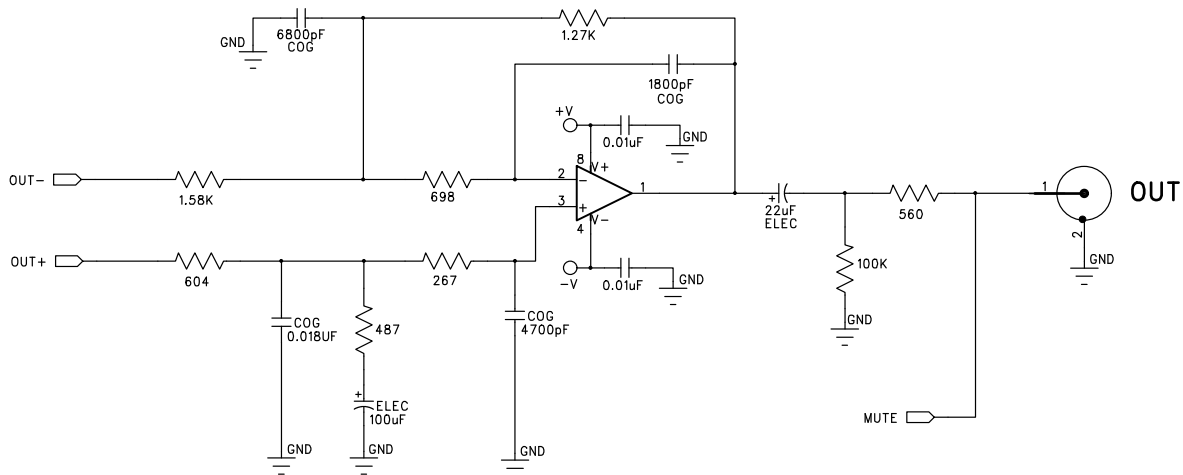 GND
6800pF
COG
1.27K
1800pF
COG
+V
0.01uF
GND
8
V+
OUT-
1.58K
698
2
-
1
3
+
V-
4
1
OUT
22uF
+
ELEC
560
2
GND
OUT+
604
267
-V
0.01uF
GND
100K
GND
COG
0.018UF
487
COG
4700pF
+
ELEC
100uF
MUTE
GND
GND
GND